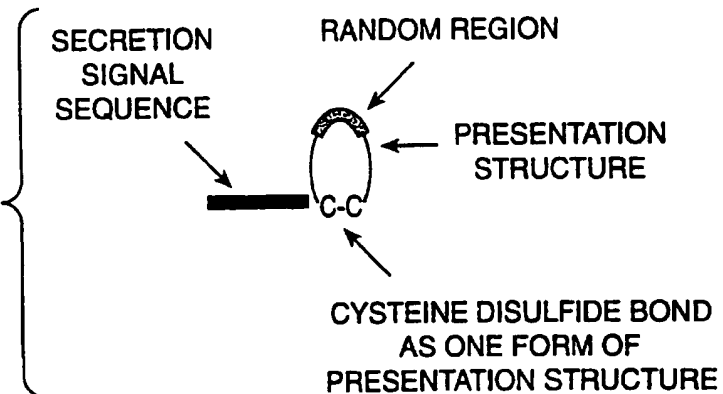 SECRETION
SIGNAL
SEQUENCE
RANDOM REGION
PRESENTATION
STRUCTURE
C-C
CYSTEINE DISULFIDE BOND
AS ONE FORM OF
PRESENTATION STRUCTURE